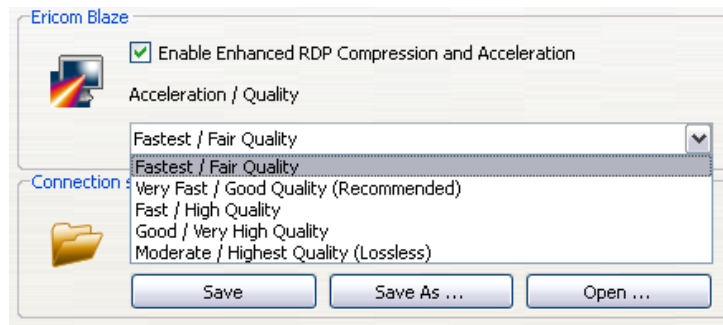 Ericom Blaze
Enable Enhanced RDP Compression and Acceleration
Acceleration / Quality
Fastest / Fair Quality
Fastest / Fair Quality
Very Fast / Good Quality (Recommended)
Fast / High Quality
Good / Very High Quality
Moderate / Highest Quality (Lossless)
Connection
Save
Save As ...
Open ...